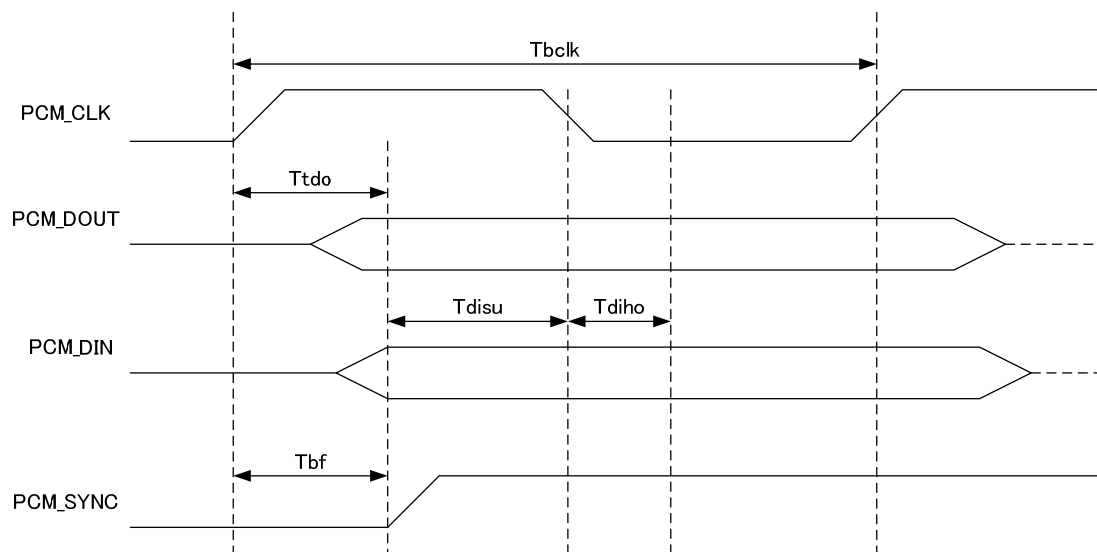 Tbclk
PCM_CLK
Ttdo
PCM_DOUT
Tdisu
Tdiho
PCM_DIN
Tbf
PCM_SYNC